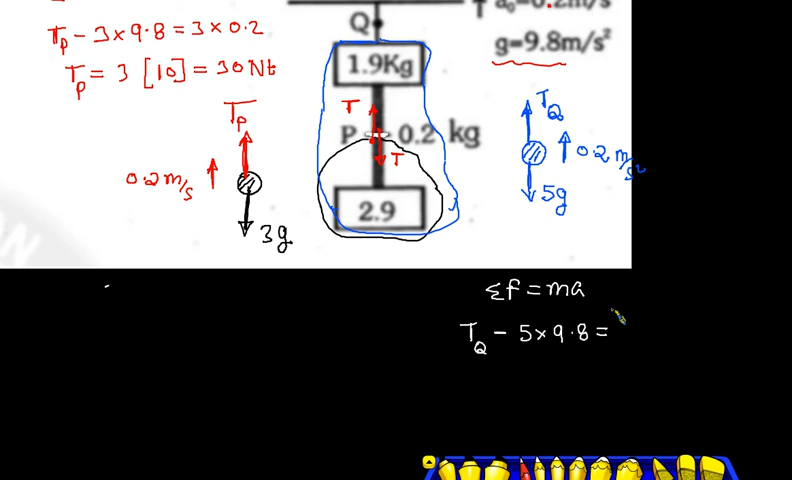 T a₀=0.2m/s
Q
Tp - 3×9.8 = 3×0.2
g=9.8m/s²
Tp = 3 [10] = 30Nt
1.9Kg
T
Tp
TQ
P 0.2 kg
T
0.2 m/s²
0.2 m/s
5g
2.9
3g
Σf = ma
TQ - 5×9.8 =